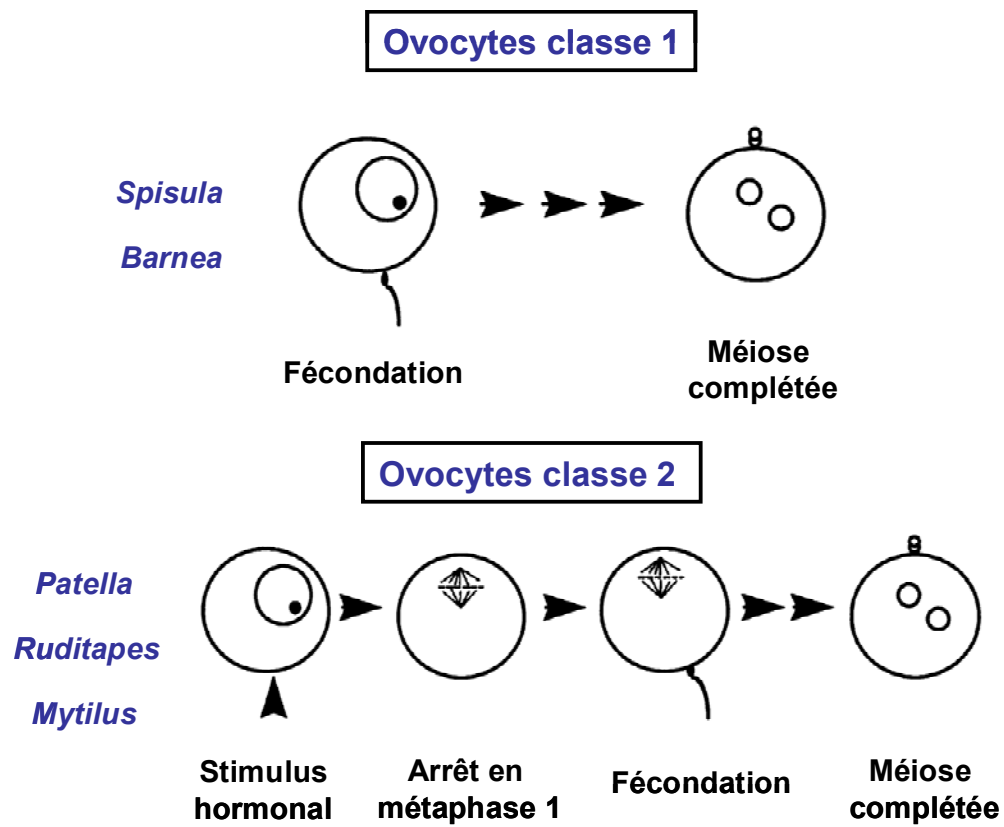 Ovocytes classe 1
Spisula
Barnea
Fécondation
Méiose
complétée
Ovocytes classe 2
Patella
Ruditapes
Mytilus
Stimulus
hormonal
Arrêt en
métaphase 1
Fécondation
Méiose
complétée